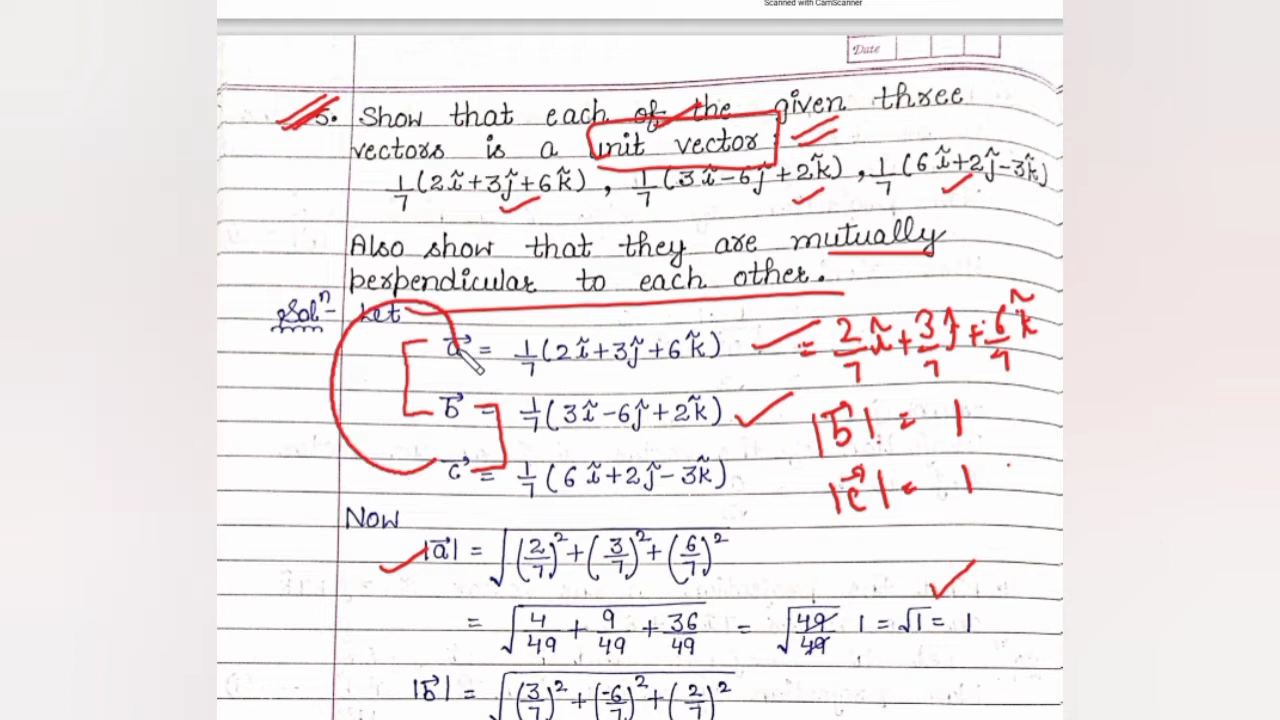 Scanned with CamScanner
Date
5. Show that each of the given three
vectors is a unit vector
1/7 (2î+3ĵ+6k̂) , 1/7 (3î-6ĵ+2k̂) , 1/7 (6î+2ĵ-3k̂)
Also show that they are mutually
perpendicular to each other.
Solⁿ- Let
a⃗ = 1/7 (2î+3ĵ+6k̂) = 2/7 î + 3/7 ĵ + 6/7 k̂
b⃗ = 1/7 (3î-6ĵ+2k̂) |b⃗| = 1
c⃗ = 1/7 (6î+2ĵ-3k̂) |c⃗| = 1
Now
|a⃗| = √((2/7)²+(3/7)²+(6/7)²)
= √(4/49 + 9/49 + 36/49) = √(49/49) 1 = √1 = 1
|b⃗| = √((3/7)²+(-6/7)²+(2/7)²)